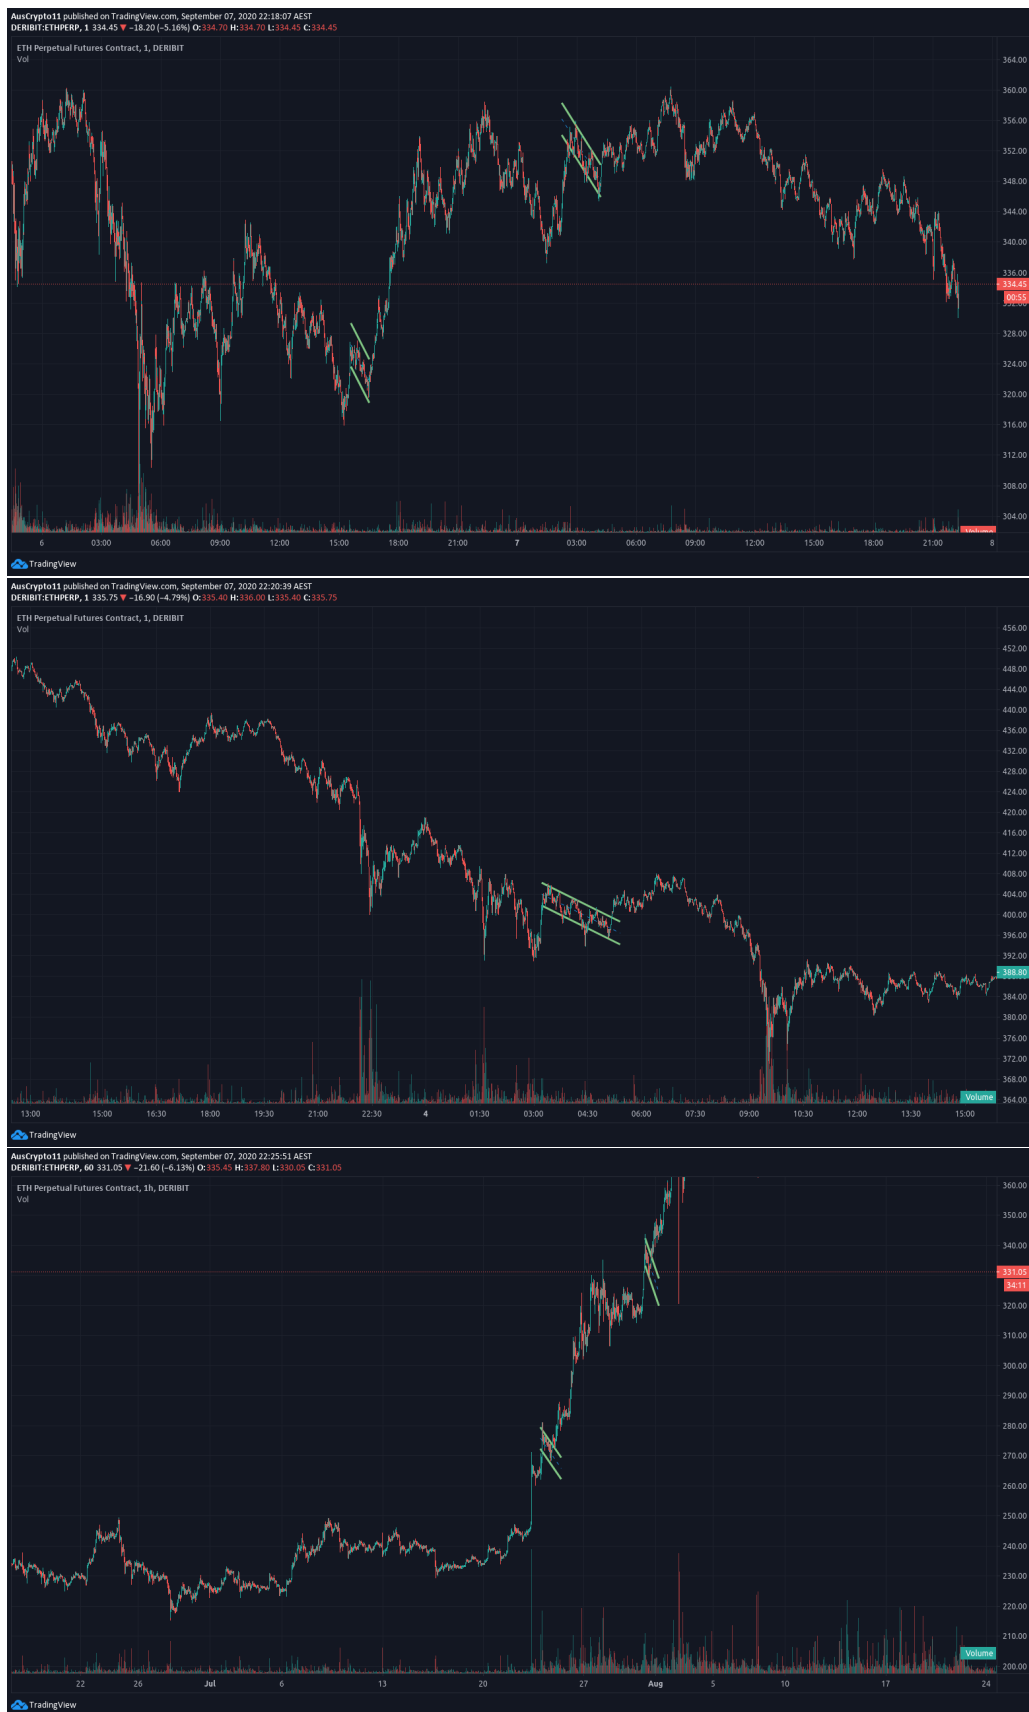 AusCrypto11 published on TradingView.com, September 07, 2020 22:18:07 AEST
DERIBIT:ETHPERP, 1 334.45 ▼ −18.20 (−5.16%) O:334.70 H:334.70 L:334.45 C:334.45
ETH Perpetual Futures Contract, 1, DERIBIT
Vol
364.00
360.00
356.00
352.00
348.00
344.00
340.00
336.00
334.45
00:55
332.00
328.00
324.00
320.00
316.00
312.00
308.00
304.00
Volume
6 03:00 06:00 09:00 12:00 15:00 18:00 21:00 7 03:00 06:00 09:00 12:00 15:00 18:00 21:00 8
TradingView
AusCrypto11 published on TradingView.com, September 07, 2020 22:20:39 AEST
DERIBIT:ETHPERP, 1 335.75 ▼ −16.90 (−4.79%) O:335.40 H:336.00 L:335.40 C:335.75
ETH Perpetual Futures Contract, 1, DERIBIT
Vol
456.00
452.00
448.00
444.00
440.00
436.00
432.00
428.00
424.00
420.00
416.00
412.00
408.00
404.00
400.00
396.00
392.00
388.80
384.00
380.00
376.00
372.00
368.00
Volume
364.00
13:00 15:00 16:30 18:00 19:30 21:00 22:30 4 01:30 03:00 04:30 06:00 07:30 09:00 10:30 12:00 13:30 15:00
TradingView
AusCrypto11 published on TradingView.com, September 07, 2020 22:25:51 AEST
DERIBIT:ETHPERP, 60 331.05 ▼ −21.60 (−6.13%) O:335.45 H:337.80 L:330.05 C:331.05
ETH Perpetual Futures Contract, 1h, DERIBIT
Vol
360.00
350.00
340.00
331.05
34:11
320.00
310.00
300.00
290.00
280.00
270.00
260.00
250.00
240.00
230.00
220.00
210.00
Volume
200.00
22 26 Jul 6 13 20 27 Aug 5 10 17 24
TradingView